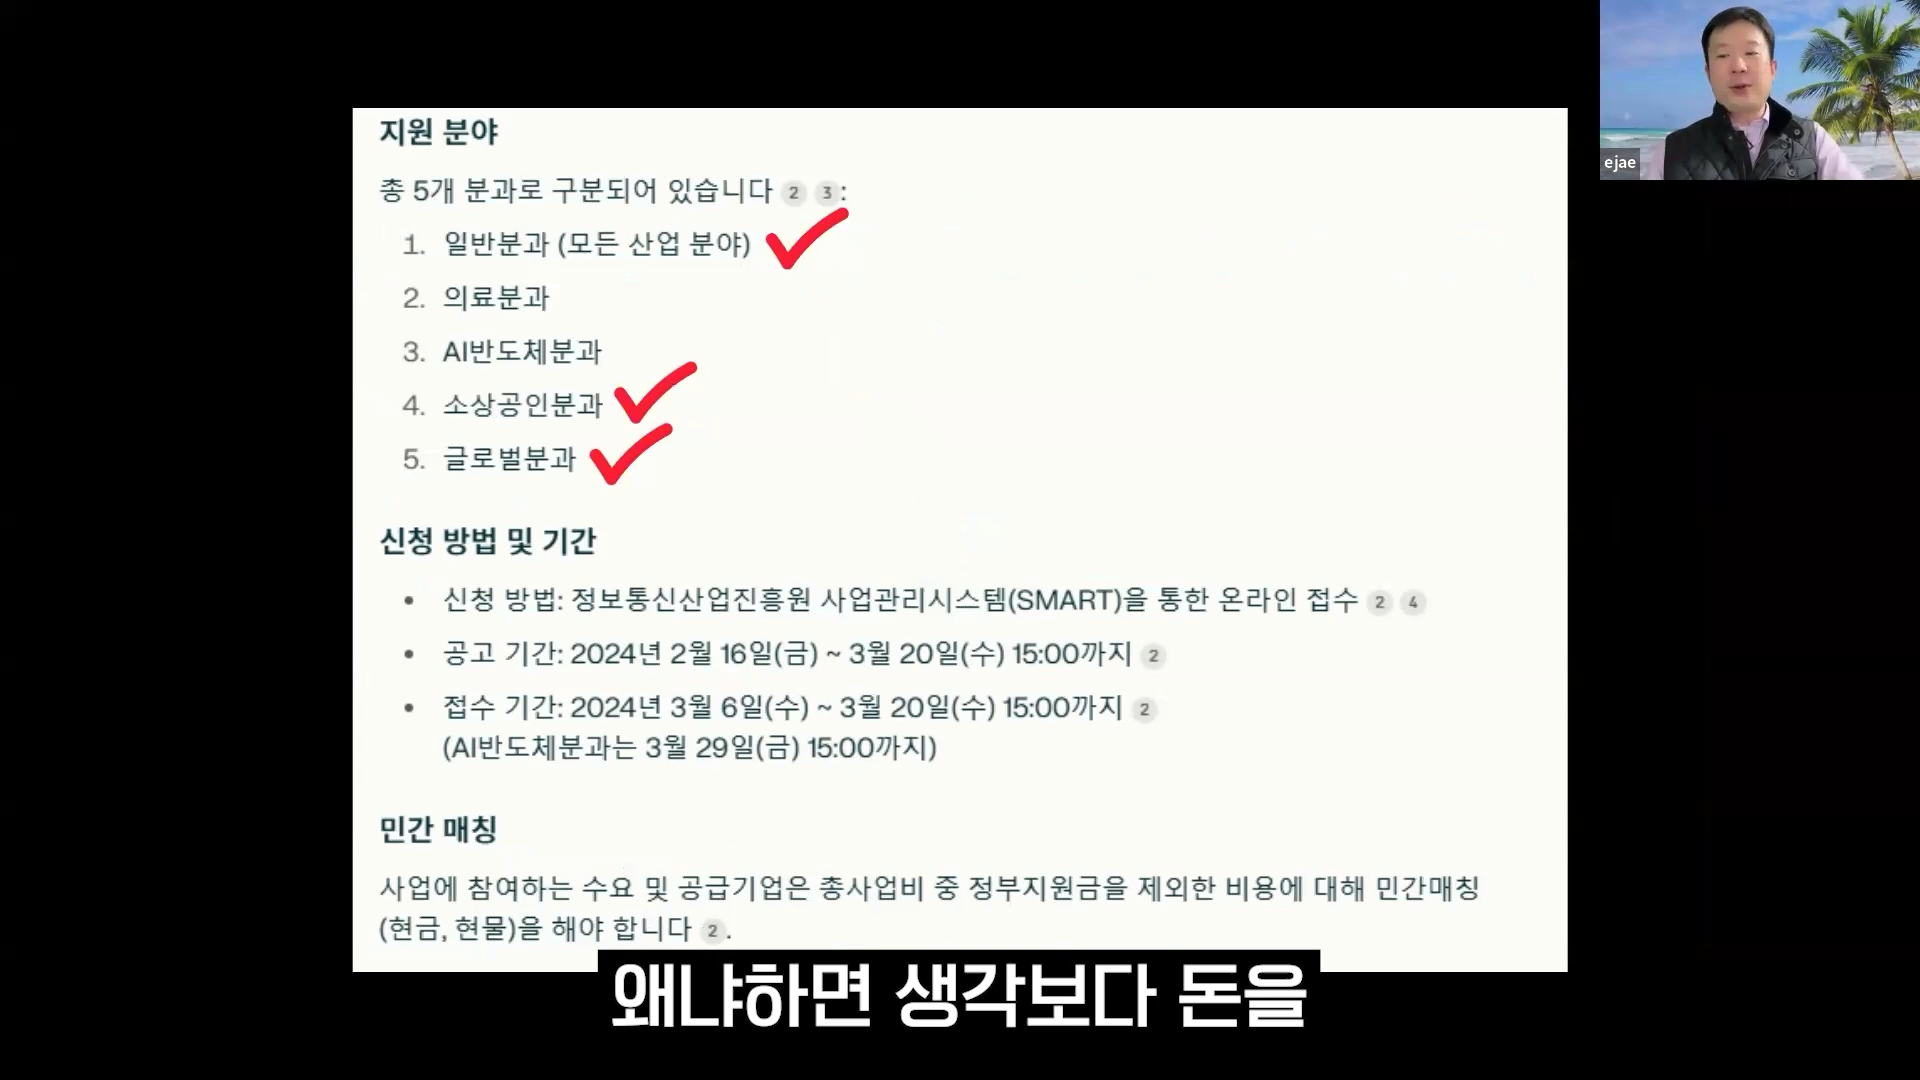 지원 분야
총 5개 분과로 구분되어 있습니다 2 3 :
1. 일반분과 (모든 산업 분야)
2. 의료분과
3. AI반도체분과
4. 소상공인분과
5. 글로벌분과
신청 방법 및 기간
• 신청 방법: 정보통신산업진흥원 사업관리시스템(SMART)을 통한 온라인 접수 2 4
• 공고 기간: 2024년 2월 16일(금) ~ 3월 20일(수) 15:00까지 2
• 접수 기간: 2024년 3월 6일(수) ~ 3월 20일(수) 15:00까지 2
(AI반도체분과는 3월 29일(금) 15:00까지)
민간 매칭
사업에 참여하는 수요 및 공급기업은 총사업비 중 정부지원금을 제외한 비용에 대해 민간매칭
(현금, 현물)을 해야 합니다 2 .
왜냐하면 생각보다 돈을
ejae